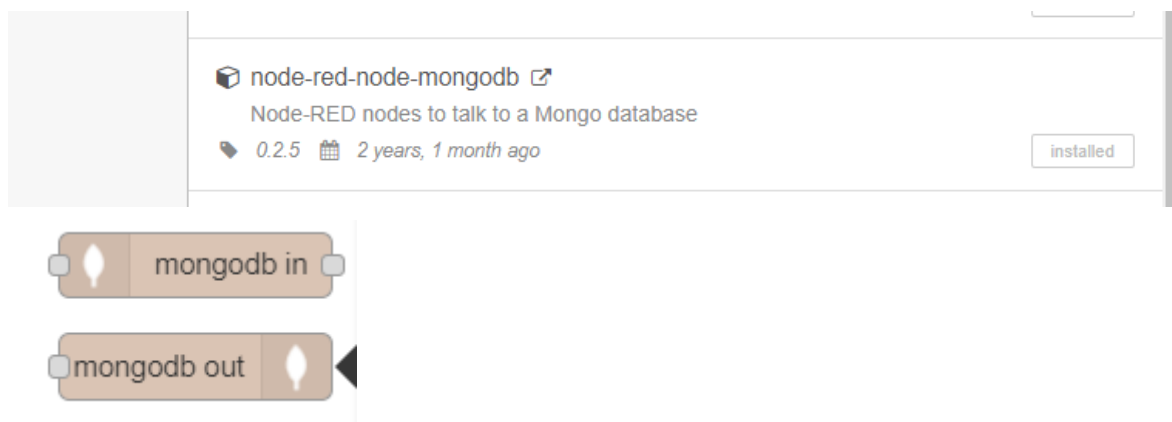 node-red-node-mongodb
Node-RED nodes to talk to a Mongo database
0.2.5 2 years, 1 month ago
installed
mongodb in
mongodb out